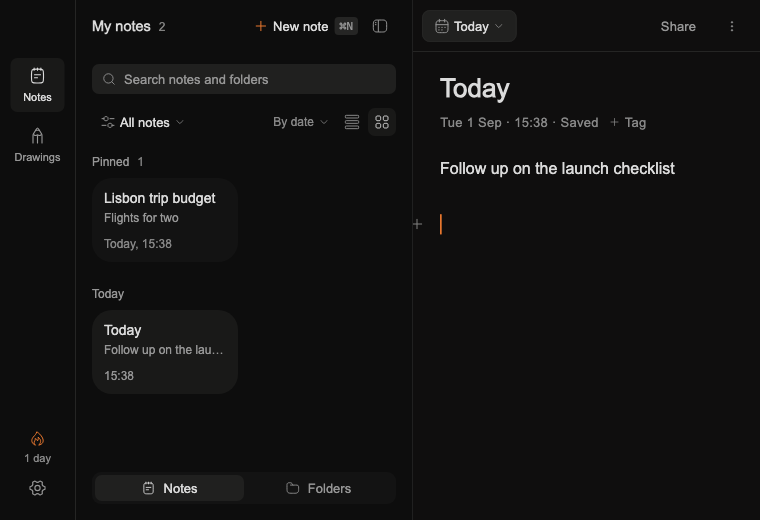 Notes
Drawings
1 day
My notes 2
New note ⌘N
Search notes and folders
All notes
By date
Pinned 1
Lisbon trip budget
Flights for two
Today, 15:38
Today
Today
Follow up on the lau…
15:38
Notes
Folders
Today
Share
Today
Tue 1 Sep · 15:38 · Saved + Tag
Follow up on the launch checklist